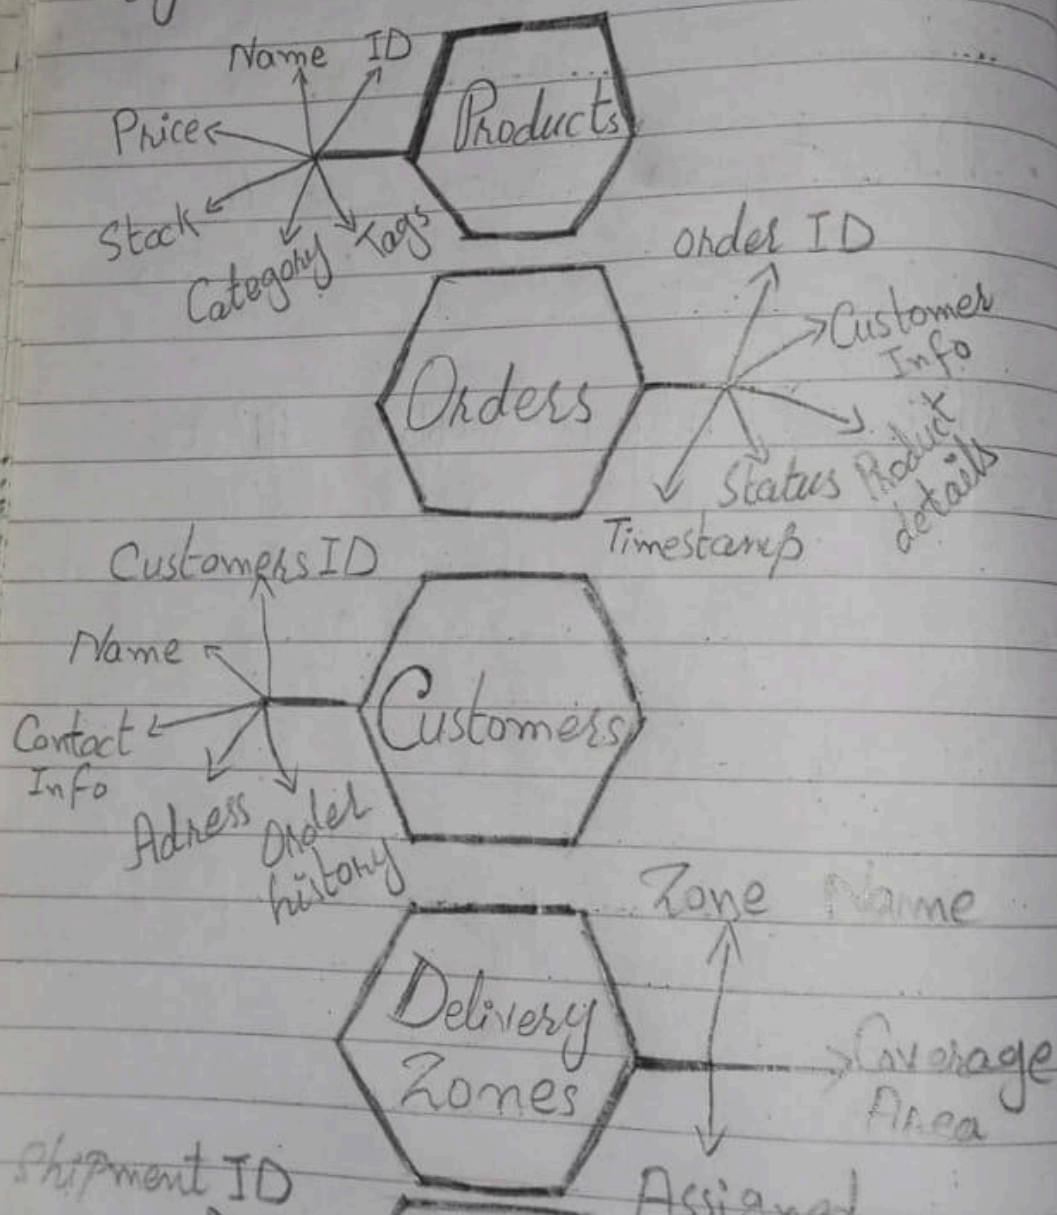 Name ID
Products
Price
Stock
Category
Tags
Order ID
Customer
Info
Orders
Product
details
Status
Timestamp
Customers ID
Name
Customers
Contact
Info
Adress
Order
history
Zone Name
Delivery
Zones
Coverage
Area
Shipment ID
Assigned